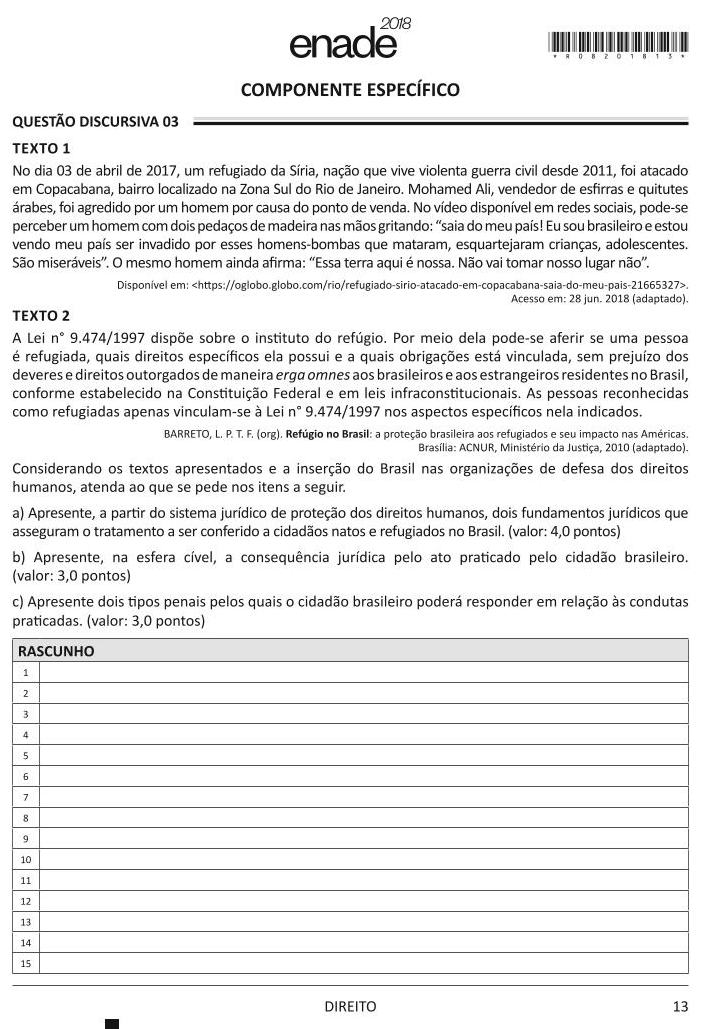 2018
enade
*R0820181 3*
COMPONENTE ESPECÍFICO
QUESTÃO DISCURSIVA 03
TEXTO 1
No dia 03 de abril de 2017, um refugiado da Síria, nação que vive violenta guerra civil desde 2011, foi atacado
em Copacabana, bairro localizado na Zona Sul do Rio de Janeiro. Mohamed Ali, vendedor de esfirras e quitutes
árabes, foi agredido por um homem por causa do ponto de venda. No vídeo disponível em redes sociais, pode-se
perceber um homem com dois pedaços de madeira nas mãos gritando: “saia do meu país! Eu sou brasileiro e estou
vendo meu país ser invadido por esses homens-bombas que mataram, esquartejaram crianças, adolescentes.
São miseráveis”. O mesmo homem ainda afirma: “Essa terra aqui é nossa. Não vai tomar nosso lugar não”.
Disponível em: <https://oglobo.globo.com/rio/refugiado-sirio-atacado-em-copacabana-saia-do-meu-pais-21665327>.
Acesso em: 28 jun. 2018 (adaptado).
TEXTO 2
A Lei n° 9.474/1997 dispõe sobre o instituto do refúgio. Por meio dela pode-se aferir se uma pessoa
é refugiada, quais direitos específicos ela possui e a quais obrigações está vinculada, sem prejuízo dos
deveres e direitos outorgados de maneira erga omnes aos brasileiros e aos estrangeiros residentes no Brasil,
conforme estabelecido na Constituição Federal e em leis infraconstitucionais. As pessoas reconhecidas
como refugiadas apenas vinculam-se à Lei n° 9.474/1997 nos aspectos específicos nela indicados.
BARRETO, L. P. T. F. (org). Refúgio no Brasil: a proteção brasileira aos refugiados e seu impacto nas Américas.
Brasília: ACNUR, Ministério da Justiça, 2010 (adaptado).
Considerando os textos apresentados e a inserção do Brasil nas organizações de defesa dos direitos
humanos, atenda ao que se pede nos itens a seguir.
a) Apresente, a partir do sistema jurídico de proteção dos direitos humanos, dois fundamentos jurídicos que
asseguram o tratamento a ser conferido a cidadãos natos e refugiados no Brasil. (valor: 4,0 pontos)
b) Apresente, na esfera cível, a consequência jurídica pelo ato praticado pelo cidadão brasileiro.
(valor: 3,0 pontos)
c) Apresente dois tipos penais pelos quais o cidadão brasileiro poderá responder em relação às condutas
praticadas. (valor: 3,0 pontos)
RASCUNHO
1
2
3
4
5
6
7
8
9
10
11
12
13
14
15
DIREITO
13